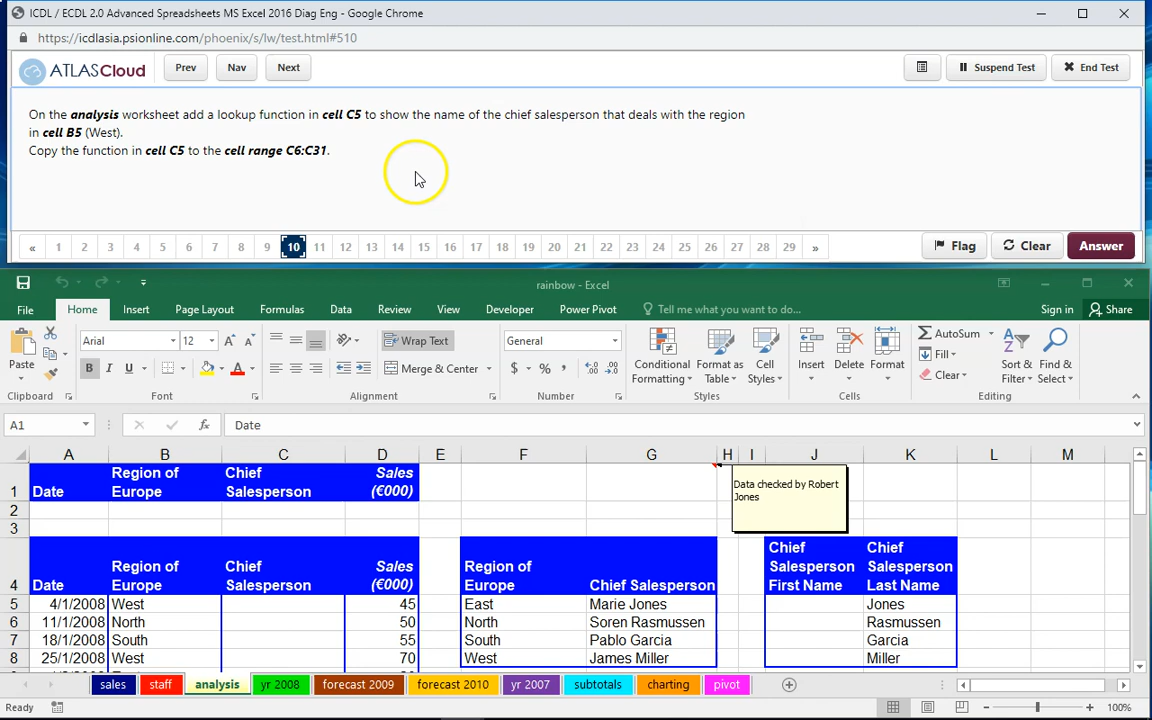 ICDL / ECDL 2.0 Advanced Spreadsheets MS Excel 2016 Diag Eng - Google Chrome
https://icdlasia.psionline.com/phoenix/s/lw/test.html#510
ATLASCloud Prev Nav Next Suspend Test End Test
On the analysis worksheet add a lookup function in cell C5 to show the name of the chief salesperson that deals with the region
in cell B5 (West).
Copy the function in cell C5 to the cell range C6:C31.
« 1 2 3 4 5 6 7 8 9 10 11 12 13 14 15 16 17 18 19 20 21 22 23 24 25 26 27 28 29 » Flag Clear Answer
rainbow - Excel
File Home Insert Page Layout Formulas Data Review View Developer Power Pivot Tell me what you want to do... Sign in Share
Arial 12 A A Wrap Text General AutoSum
Paste B I U A Merge & Center $ % , Conditional Formatting Format as Table Cell Styles Insert Delete Format Fill Clear Sort & Filter Find & Select
Clipboard Font Alignment Number Styles Cells Editing
A1 fx Date
A B C D E F G H I J K L M
1 Date Region of Europe Chief Salesperson Sales (€000) Data checked by Robert Jones
2
3
4 Date Region of Europe Chief Salesperson Sales (€000) Region of Europe Chief Salesperson Chief Salesperson First Name Chief Salesperson Last Name
5 4/1/2008 West 45 East Marie Jones Jones
6 11/1/2008 North 50 North Soren Rasmussen Rasmussen
7 18/1/2008 South 55 South Pablo Garcia Garcia
8 25/1/2008 West 70 West James Miller Miller
sales staff analysis yr 2008 forecast 2009 forecast 2010 yr 2007 subtotals charting pivot
Ready 100%